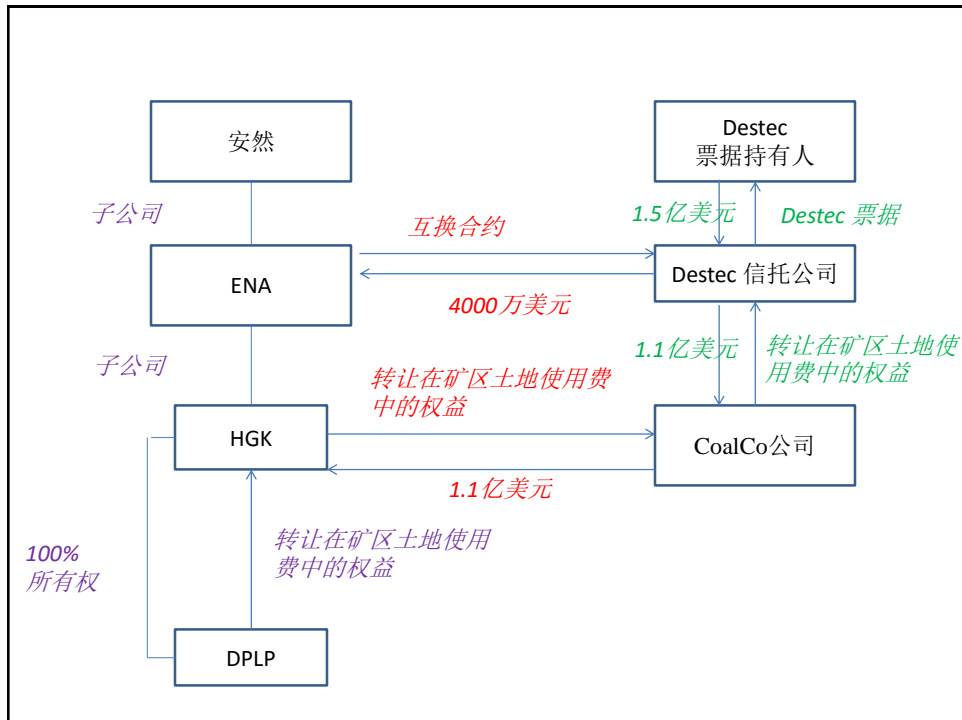 安然
Destec
票据持有人
子公司
1.5亿美元
Destec 票据
互换合约
ENA
Destec 信托公司
4000万美元
子公司
1.1亿美元
转让在矿区土地使
用费中的权益
转让在矿区土地使用费
中的权益
HGK
CoalCo公司
1.1亿美元
100%
所有权
转让在矿区土地使用
费中的权益
DPLP